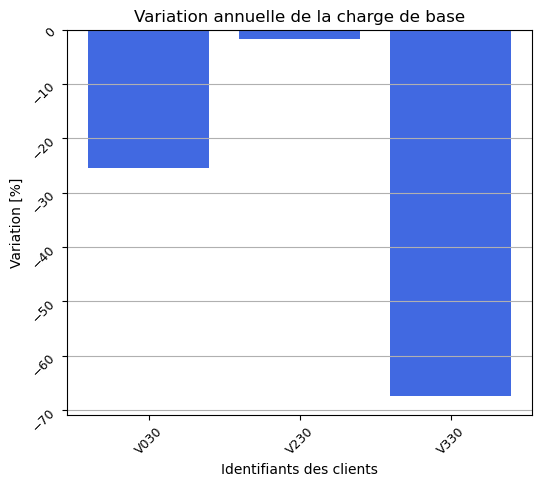 Variation annuelle de la charge de base
0
−10
−20
−30
−40
−50
−60
−70
Variation [%]
V030
V230
V330
Identifiants des clients